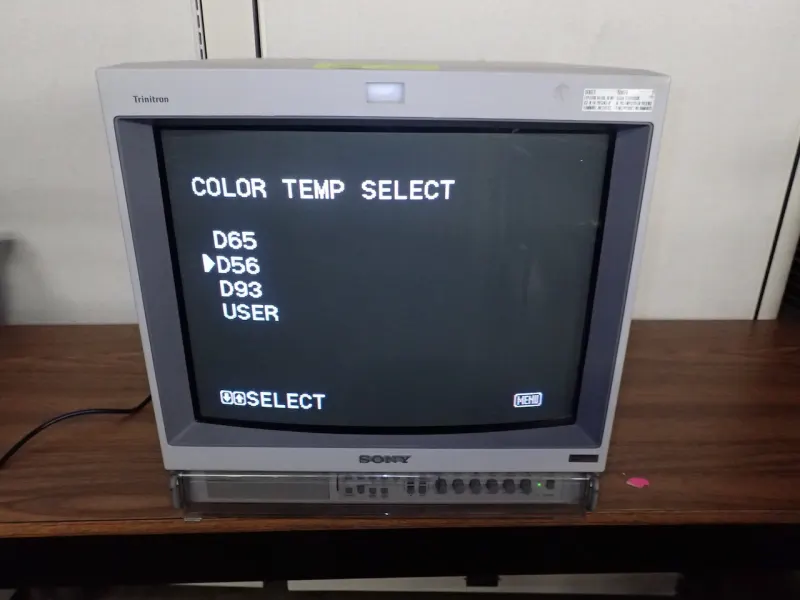 Trinitron
COLOR TEMP SELECT
D65
D56
D93
USER
SELECT
MENU
SONY